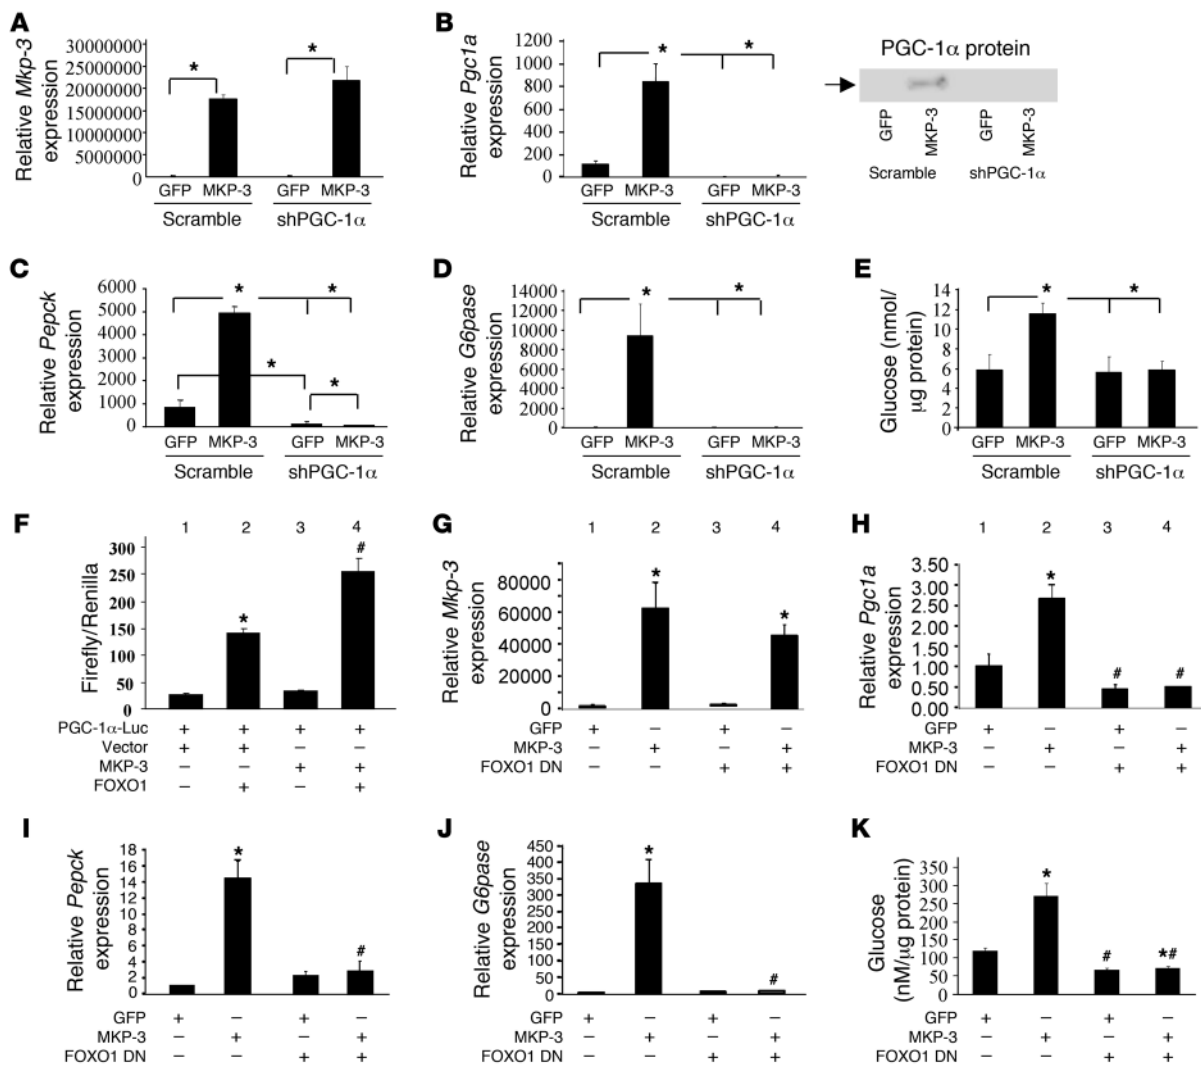 A
Relative Mkp-3
expression
30000000
25000000
20000000
15000000
10000000
5000000
0
*
*
GFP MKP-3 GFP MKP-3
Scramble shPGC-1α
B
Relative Pgc1a
expression
1200
1000
800
600
400
200
0
*
*
GFP MKP-3 GFP MKP-3
Scramble shPGC-1α
PGC-1α protein
GFP
MKP-3
GFP
MKP-3
Scramble shPGC-1α
C
Relative Pepck
expression
6000
5000
4000
3000
2000
1000
0
*
*
*
*
GFP MKP-3 GFP MKP-3
Scramble shPGC-1α
D
Relative G6pase
expression
14000
12000
10000
8000
6000
4000
2000
0
*
*
GFP MKP-3 GFP MKP-3
Scramble shPGC-1α
E
Glucose (nmol/
μg protein)
14
12
10
8
6
4
2
0
*
*
GFP MKP-3 GFP MKP-3
Scramble shPGC-1α
F
1 2 3 4
Firefly/Renilla
300
250
200
150
100
50
0
*
#
PGC-1α-Luc + + + +
Vector + + − −
MKP-3 − − + +
FOXO1 − + − +
G
1 2 3 4
Relative Mkp-3
expression
80000
60000
40000
20000
0
*
*
GFP + − + −
MKP-3 − + − +
FOXO1 DN − − + +
H
1 2 3 4
Relative Pgc1a
expression
3.50
3.00
2.50
2.00
1.50
1.00
0.50
0.00
*
#
#
GFP + − + −
MKP-3 − + − +
FOXO1 DN − − + +
I
Relative Pepck
expression
18
16
14
12
10
8
6
4
2
0
*
#
GFP + − + −
MKP-3 − + − +
FOXO1 DN − − + +
J
Relative G6pase
expression
450
400
350
300
250
200
150
100
50
0
*
#
GFP + − + −
MKP-3 − + − +
FOXO1 DN − − + +
K
Glucose
(nM/μg protein)
350
300
250
200
150
100
50
0
*
#
*#
GFP + − + −
MKP-3 − + − +
FOXO1 DN − − + +